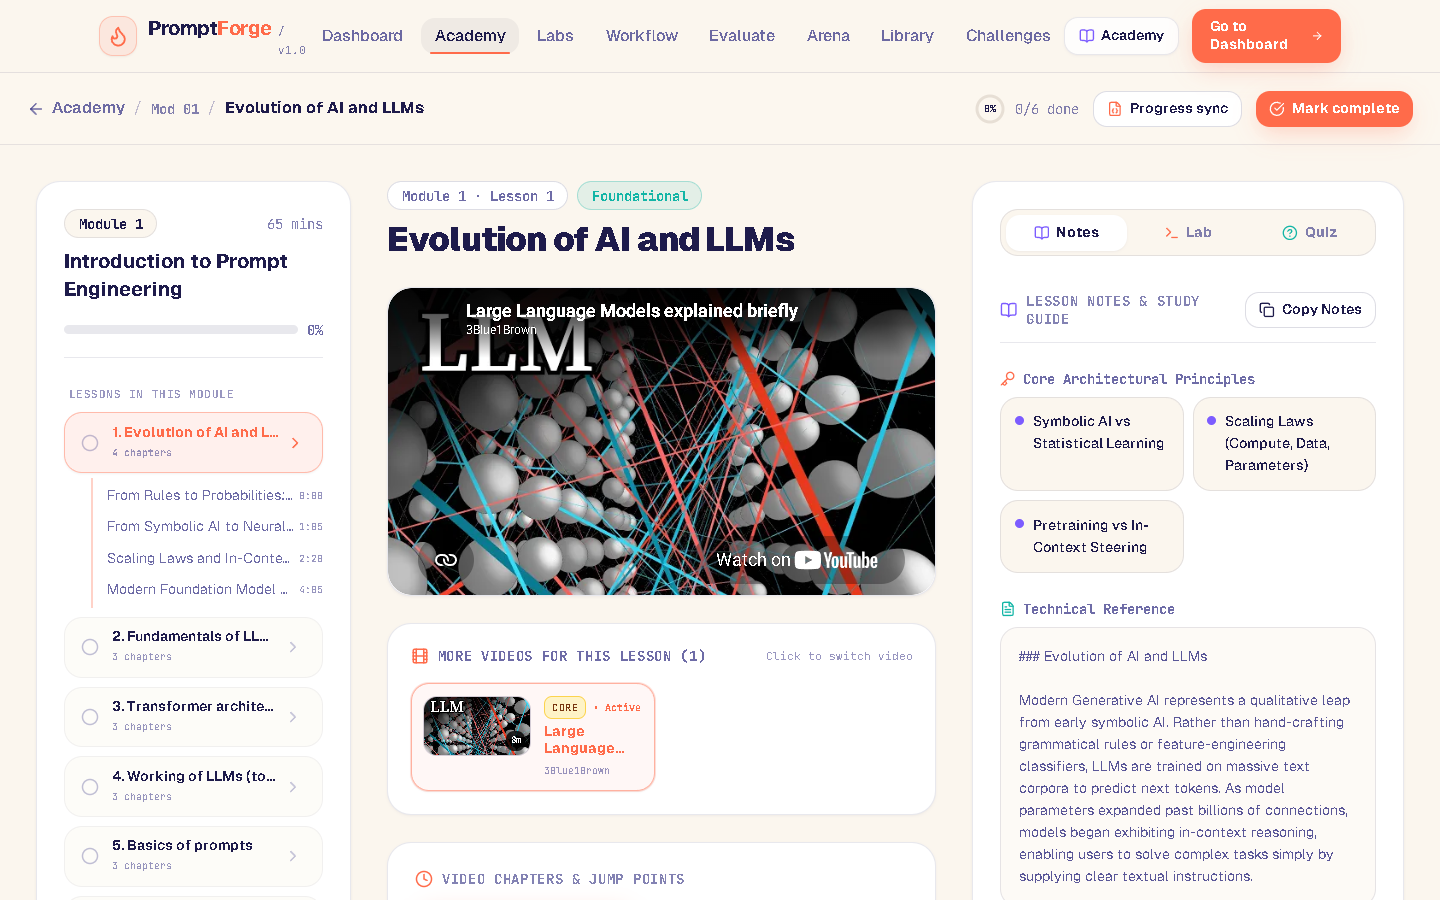 PromptForge / v1.0
Dashboard
Academy
Labs
Workflow
Evaluate
Arena
Library
Challenges
Academy
Go to
Dashboard →
← Academy / Mod 01 / Evolution of AI and LLMs
0%
0/6 done
Progress sync
Mark complete
Module 1
65 mins
Introduction to Prompt
Engineering
0%
LESSONS IN THIS MODULE
1. Evolution of AI and L...
4 chapters
From Rules to Probabilities:... 0:00
From Symbolic AI to Neural... 1:05
Scaling Laws and In-Conte... 2:20
Modern Foundation Model ... 4:05
2. Fundamentals of LL...
3 chapters
3. Transformer archite...
3 chapters
4. Working of LLMs (to...
3 chapters
5. Basics of prompts
3 chapters
Module 1 · Lesson 1
Foundational
Evolution of AI and LLMs
Large Language Models explained briefly
3Blue1Brown
LLM
Watch on YouTube
MORE VIDEOS FOR THIS LESSON (1)
Click to switch video
LLM
8m
CORE
• Active
Large
Language...
3Blue1Brown
VIDEO CHAPTERS & JUMP POINTS
Notes
Lab
Quiz
LESSON NOTES & STUDY
GUIDE
Copy Notes
Core Architectural Principles
Symbolic AI vs
Statistical Learning
Scaling Laws
(Compute, Data,
Parameters)
Pretraining vs In-
Context Steering
Technical Reference
### Evolution of AI and LLMs
Modern Generative AI represents a qualitative leap
from early symbolic AI. Rather than hand-crafting
grammatical rules or feature-engineering
classifiers, LLMs are trained on massive text
corpora to predict next tokens. As model
parameters expanded past billions of connections,
models began exhibiting in-context reasoning,
enabling users to solve complex tasks simply by
supplying clear textual instructions.